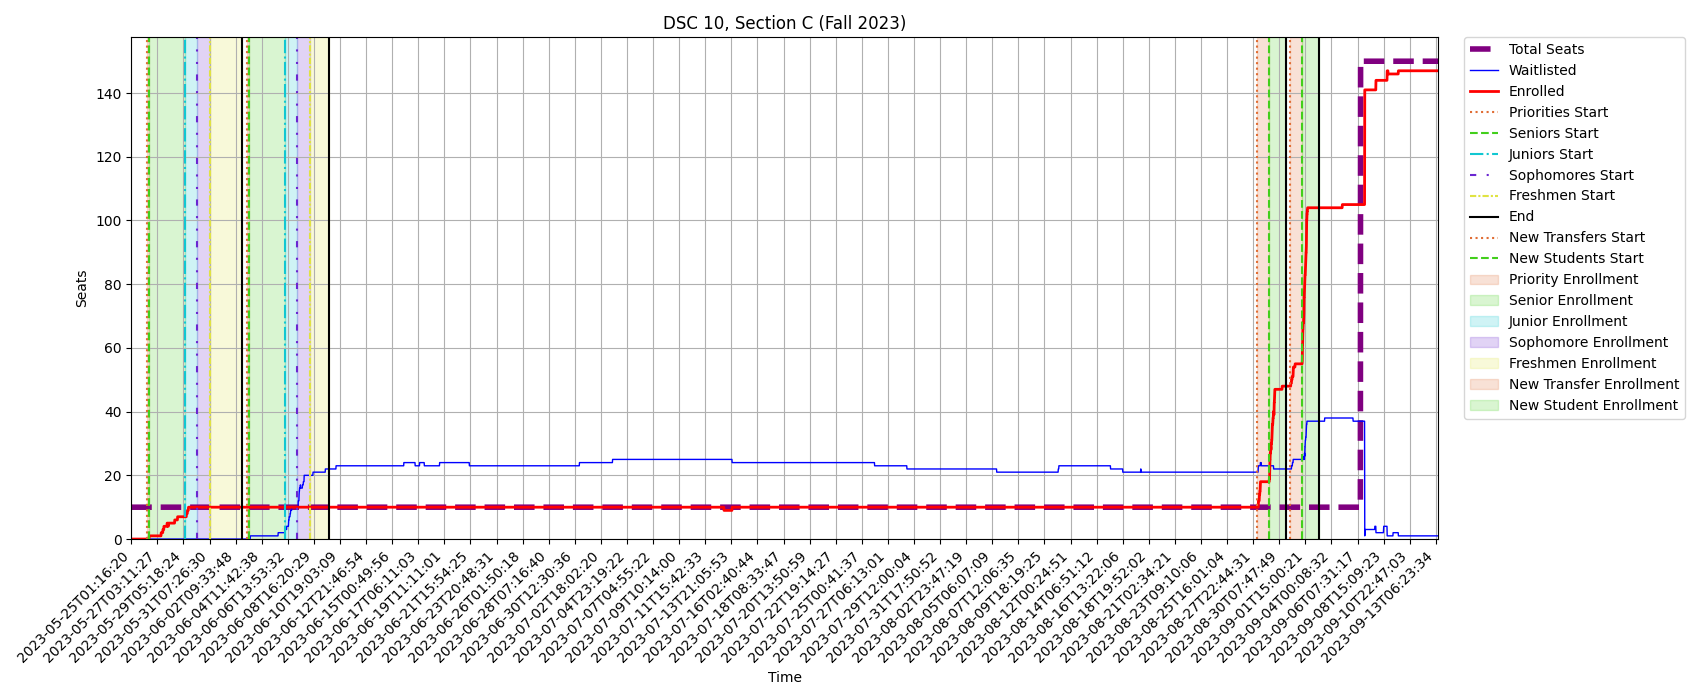 DSC 10, Section C (Fall 2023)
Seats
140
120
100
80
60
40
20
0
2023-05-25T01:16:20
2023-05-27T03:11:27
2023-05-29T05:18:24
2023-05-31T07:26:30
2023-06-02T09:33:48
2023-06-04T11:42:38
2023-06-06T13:53:32
2023-06-08T16:20:29
2023-06-10T19:03:09
2023-06-12T21:46:54
2023-06-15T00:49:56
2023-06-17T06:11:03
2023-06-19T11:11:01
2023-06-21T15:54:25
2023-06-23T20:48:31
2023-06-26T01:50:18
2023-06-28T07:16:40
2023-06-30T12:30:36
2023-07-02T18:02:20
2023-07-04T23:19:22
2023-07-07T04:55:22
2023-07-09T10:14:00
2023-07-11T15:42:33
2023-07-13T21:05:53
2023-07-16T02:40:44
2023-07-18T08:33:47
2023-07-20T13:50:59
2023-07-22T19:14:27
2023-07-25T00:41:37
2023-07-27T06:13:01
2023-07-29T12:00:04
2023-07-31T17:50:52
2023-08-02T23:47:19
2023-08-05T06:07:09
2023-08-07T12:06:35
2023-08-09T18:19:25
2023-08-12T00:24:51
2023-08-14T06:51:12
2023-08-16T13:22:06
2023-08-18T19:52:02
2023-08-21T02:34:21
2023-08-23T09:10:06
2023-08-25T16:01:04
2023-08-27T22:44:31
2023-08-30T07:47:49
2023-09-01T15:00:21
2023-09-04T00:08:32
2023-09-06T07:31:17
2023-09-08T15:09:23
2023-09-10T22:47:03
2023-09-13T06:23:34
Time
Total Seats
Waitlisted
Enrolled
Priorities Start
Seniors Start
Juniors Start
Sophomores Start
Freshmen Start
End
New Transfers Start
New Students Start
Priority Enrollment
Senior Enrollment
Junior Enrollment
Sophomore Enrollment
Freshmen Enrollment
New Transfer Enrollment
New Student Enrollment